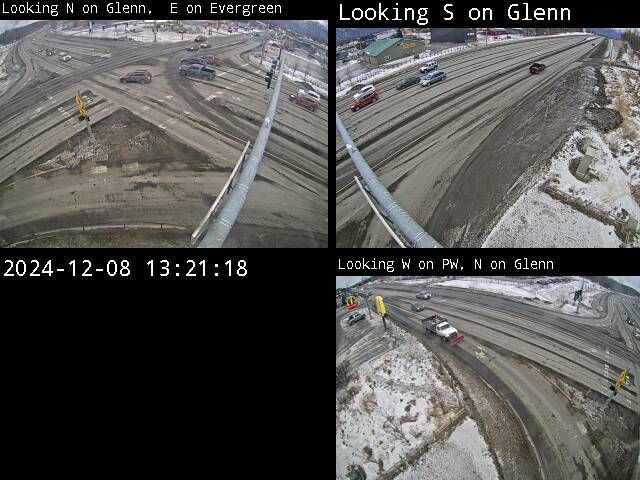 Looking N on Glenn, E on Evergreen
Looking S on Glenn
2024-12-08 13:21:18
Looking W on PW, N on Glenn